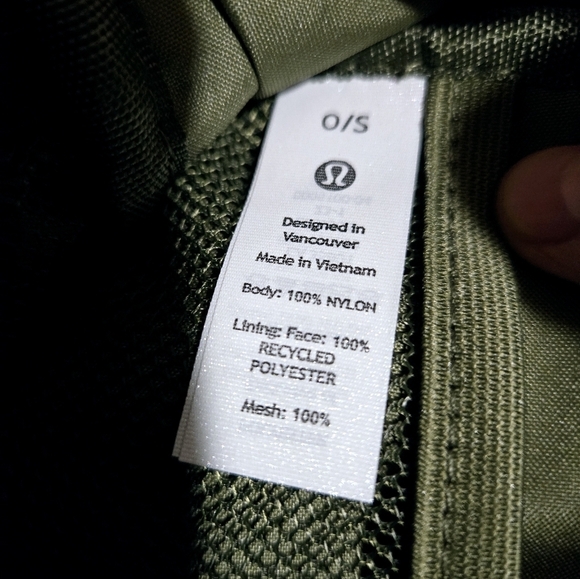 O/S
Designed in
Vancouver
Made in Vietnam
Body: 100% NYLON
Lining: Face: 100%
RECYCLED
POLYESTER
Mesh: 100%